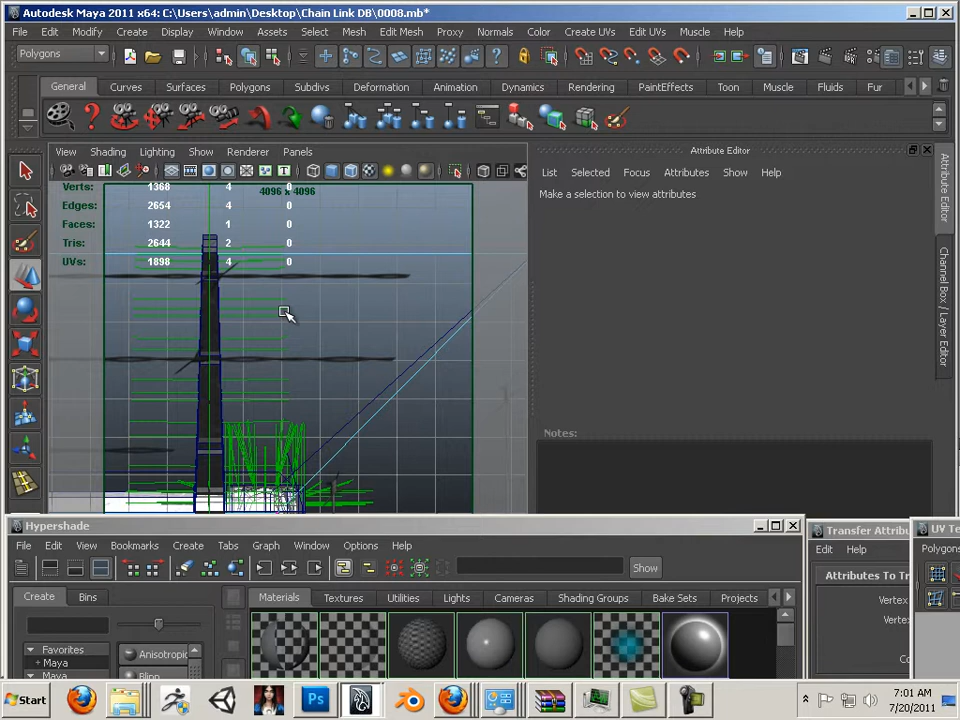 Autodesk Maya 2011 x64: C:\Users\admin\Desktop\Chain Link DB\0008.mb*
File Edit Modify Create Display Window Assets Select Mesh Edit Mesh Proxy Normals Color Create UVs Edit UVs Muscle Help
Polygons
General Curves Surfaces Polygons Subdivs Deformation Animation Dynamics Rendering PaintEffects Toon Muscle Fluids Fur
View Shading Lighting Show Renderer Panels
Attribute Editor
List Selected Focus Attributes Show Help
Make a selection to view attributes
Verts: 1368 4 0
4096 x 4096
Edges: 2654 4 0
Faces: 1322 1 0
Tris: 2644 2 0
UVs: 1898 4 0
Attribute Editor
Channel Box / Layer Editor
Notes:
Hypershade
File Edit View Bookmarks Create Tabs Graph Window Options Help
Show
Create Bins
Materials Textures Utilities Lights Cameras Shading Groups Bake Sets Projects
Favorites
+ Maya
Maya
Anisotropic
Blinn
Transfer Attribu
Edit Help
Attributes To Tr
Vertex
Vertex
Co
UV Te
Polygons
Start
7:01 AM
7/20/2011